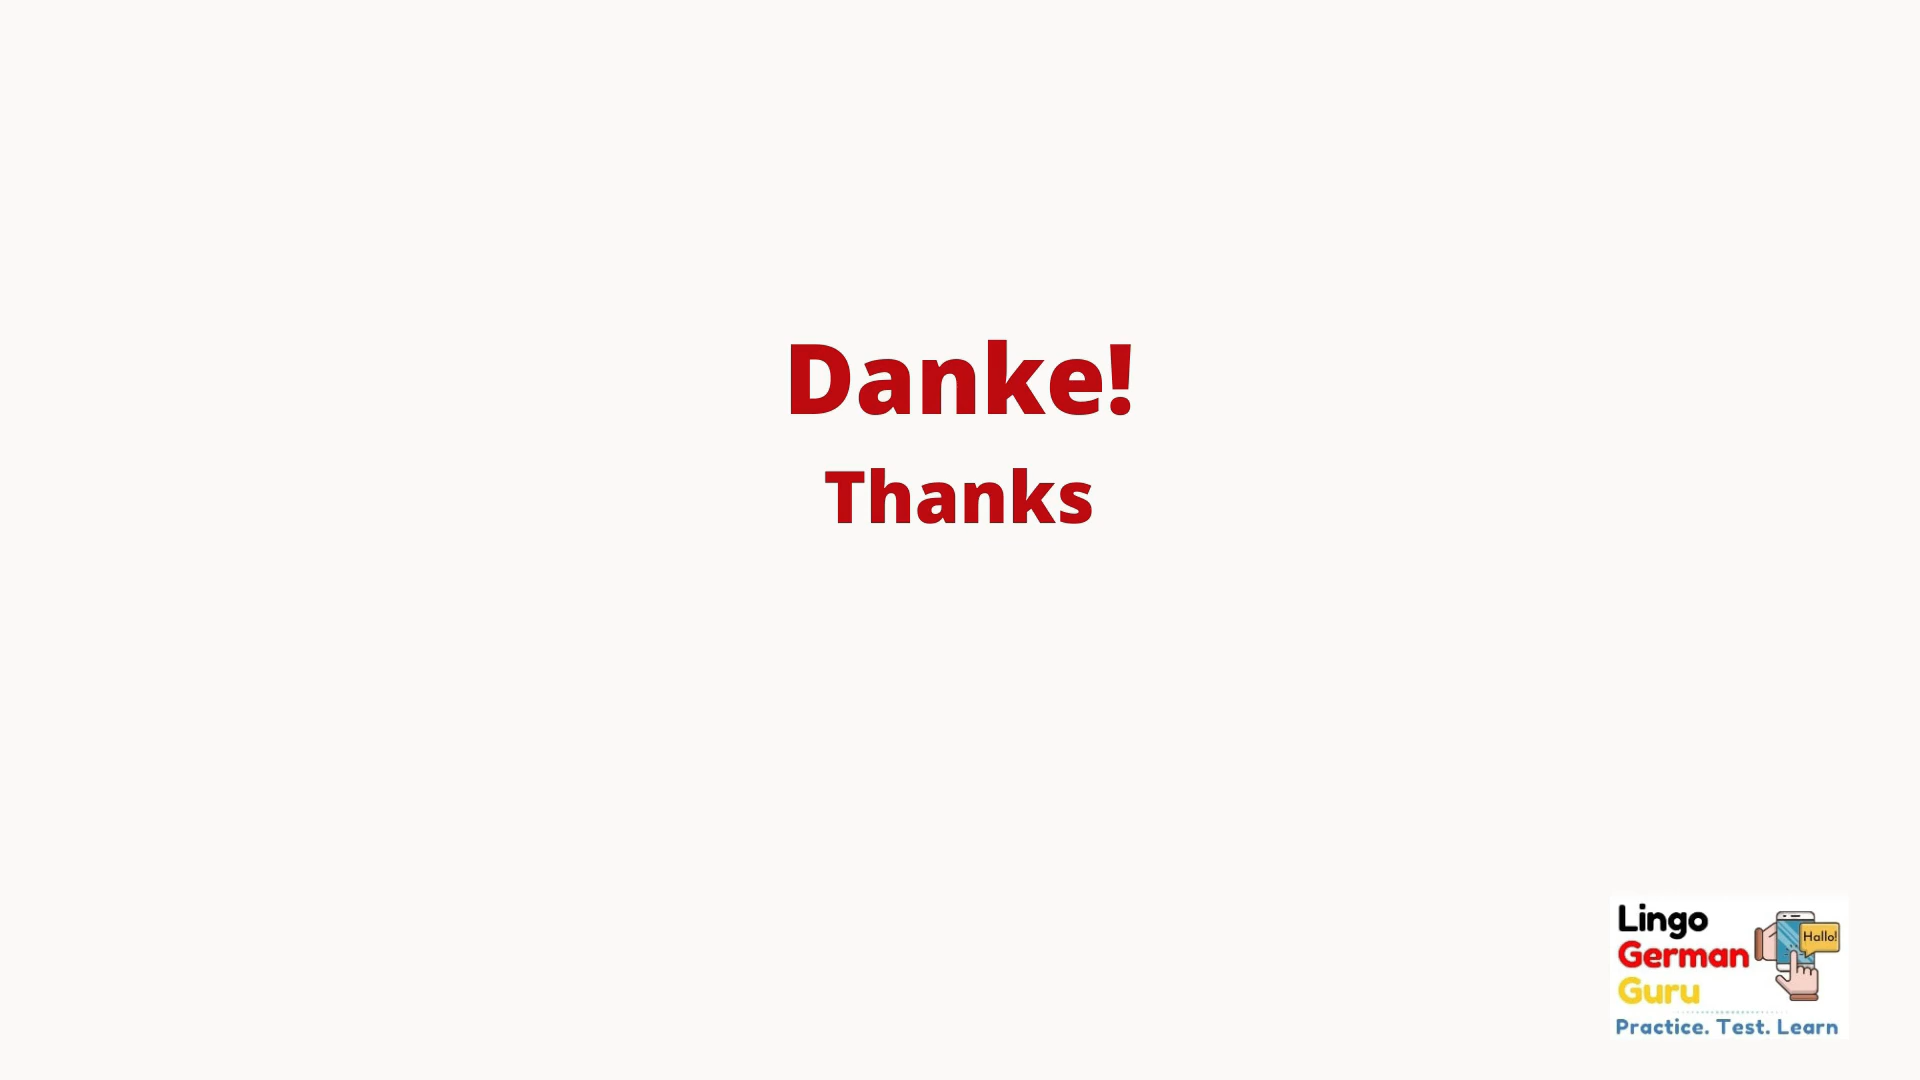 Danke!
Thanks
Lingo
German
Guru
Hallo!
Practice. Test. Learn